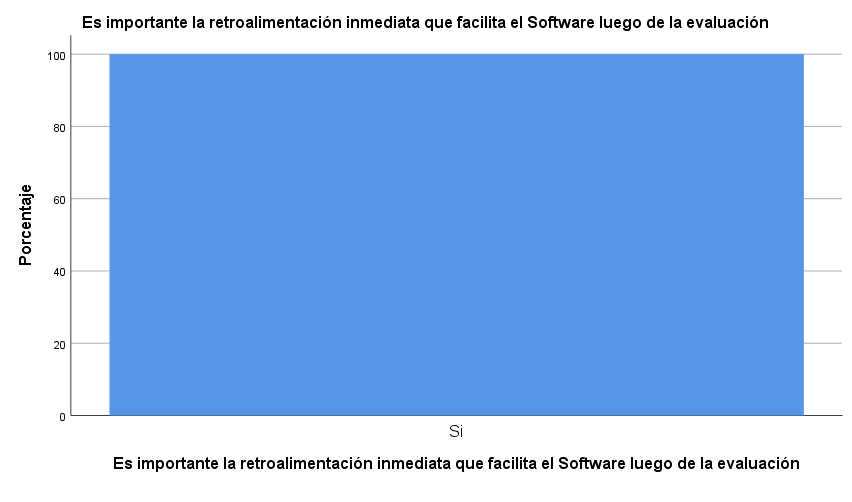 Es importante la retroalimentación inmediata que facilita el Software luego de la evaluación
100
80
60
40
20
0
Porcentaje
Si
Es importante la retroalimentación inmediata que facilita el Software luego de la evaluación